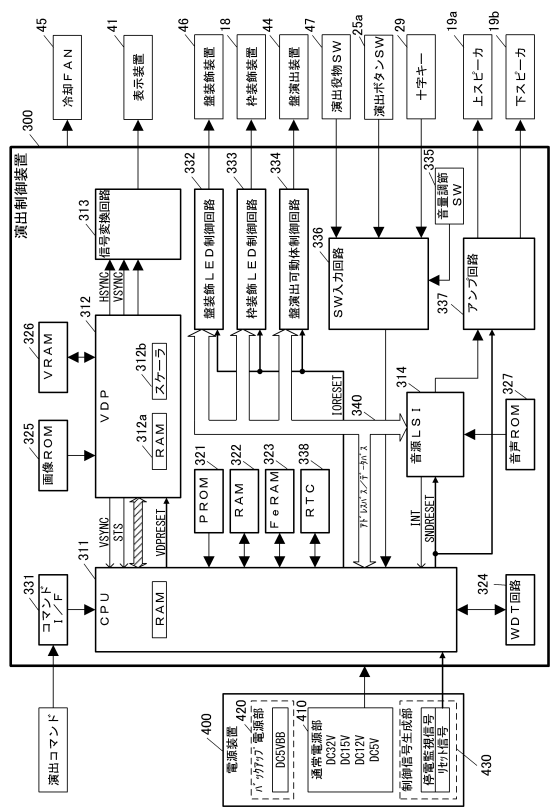 45
冷却FAN
41
表示装置
46
盤装飾装置
18
枠装飾装置
44
盤演出装置
47
演出役物SW
25a
演出ボタンSW
29
十字キー
19a
上スピーカ
19b
下スピーカ
300
演出制御装置
313
信号変換回路
332
盤装飾LED制御回路
333
枠装飾LED制御回路
334
盤演出可動体制御回路
336
SW入力回路
335
音量調節
SW
337
アンプ回路
HSYNC
VSYNC
326
VRAM
312
VDP
312b
スケーラ
312a
RAM
325
画像ROM
IORESET
340
アドレスバス/データバス
314
音源LSI
327
音声ROM
321
PROM
322
RAM
323
FeRAM
338
RTC
VSYNC
STS
VDPRESET
INT
SNDRESET
331
コマンド
I/F
311
CPU
RAM
324
WDT回路
演出コマンド
400
電源装置
420
バックアップ電源部
DC5VBB
410
通常電源部
DC32V
DC15V
DC12V
DC5V
制御信号生成部
停電監視信号
リセット信号
430